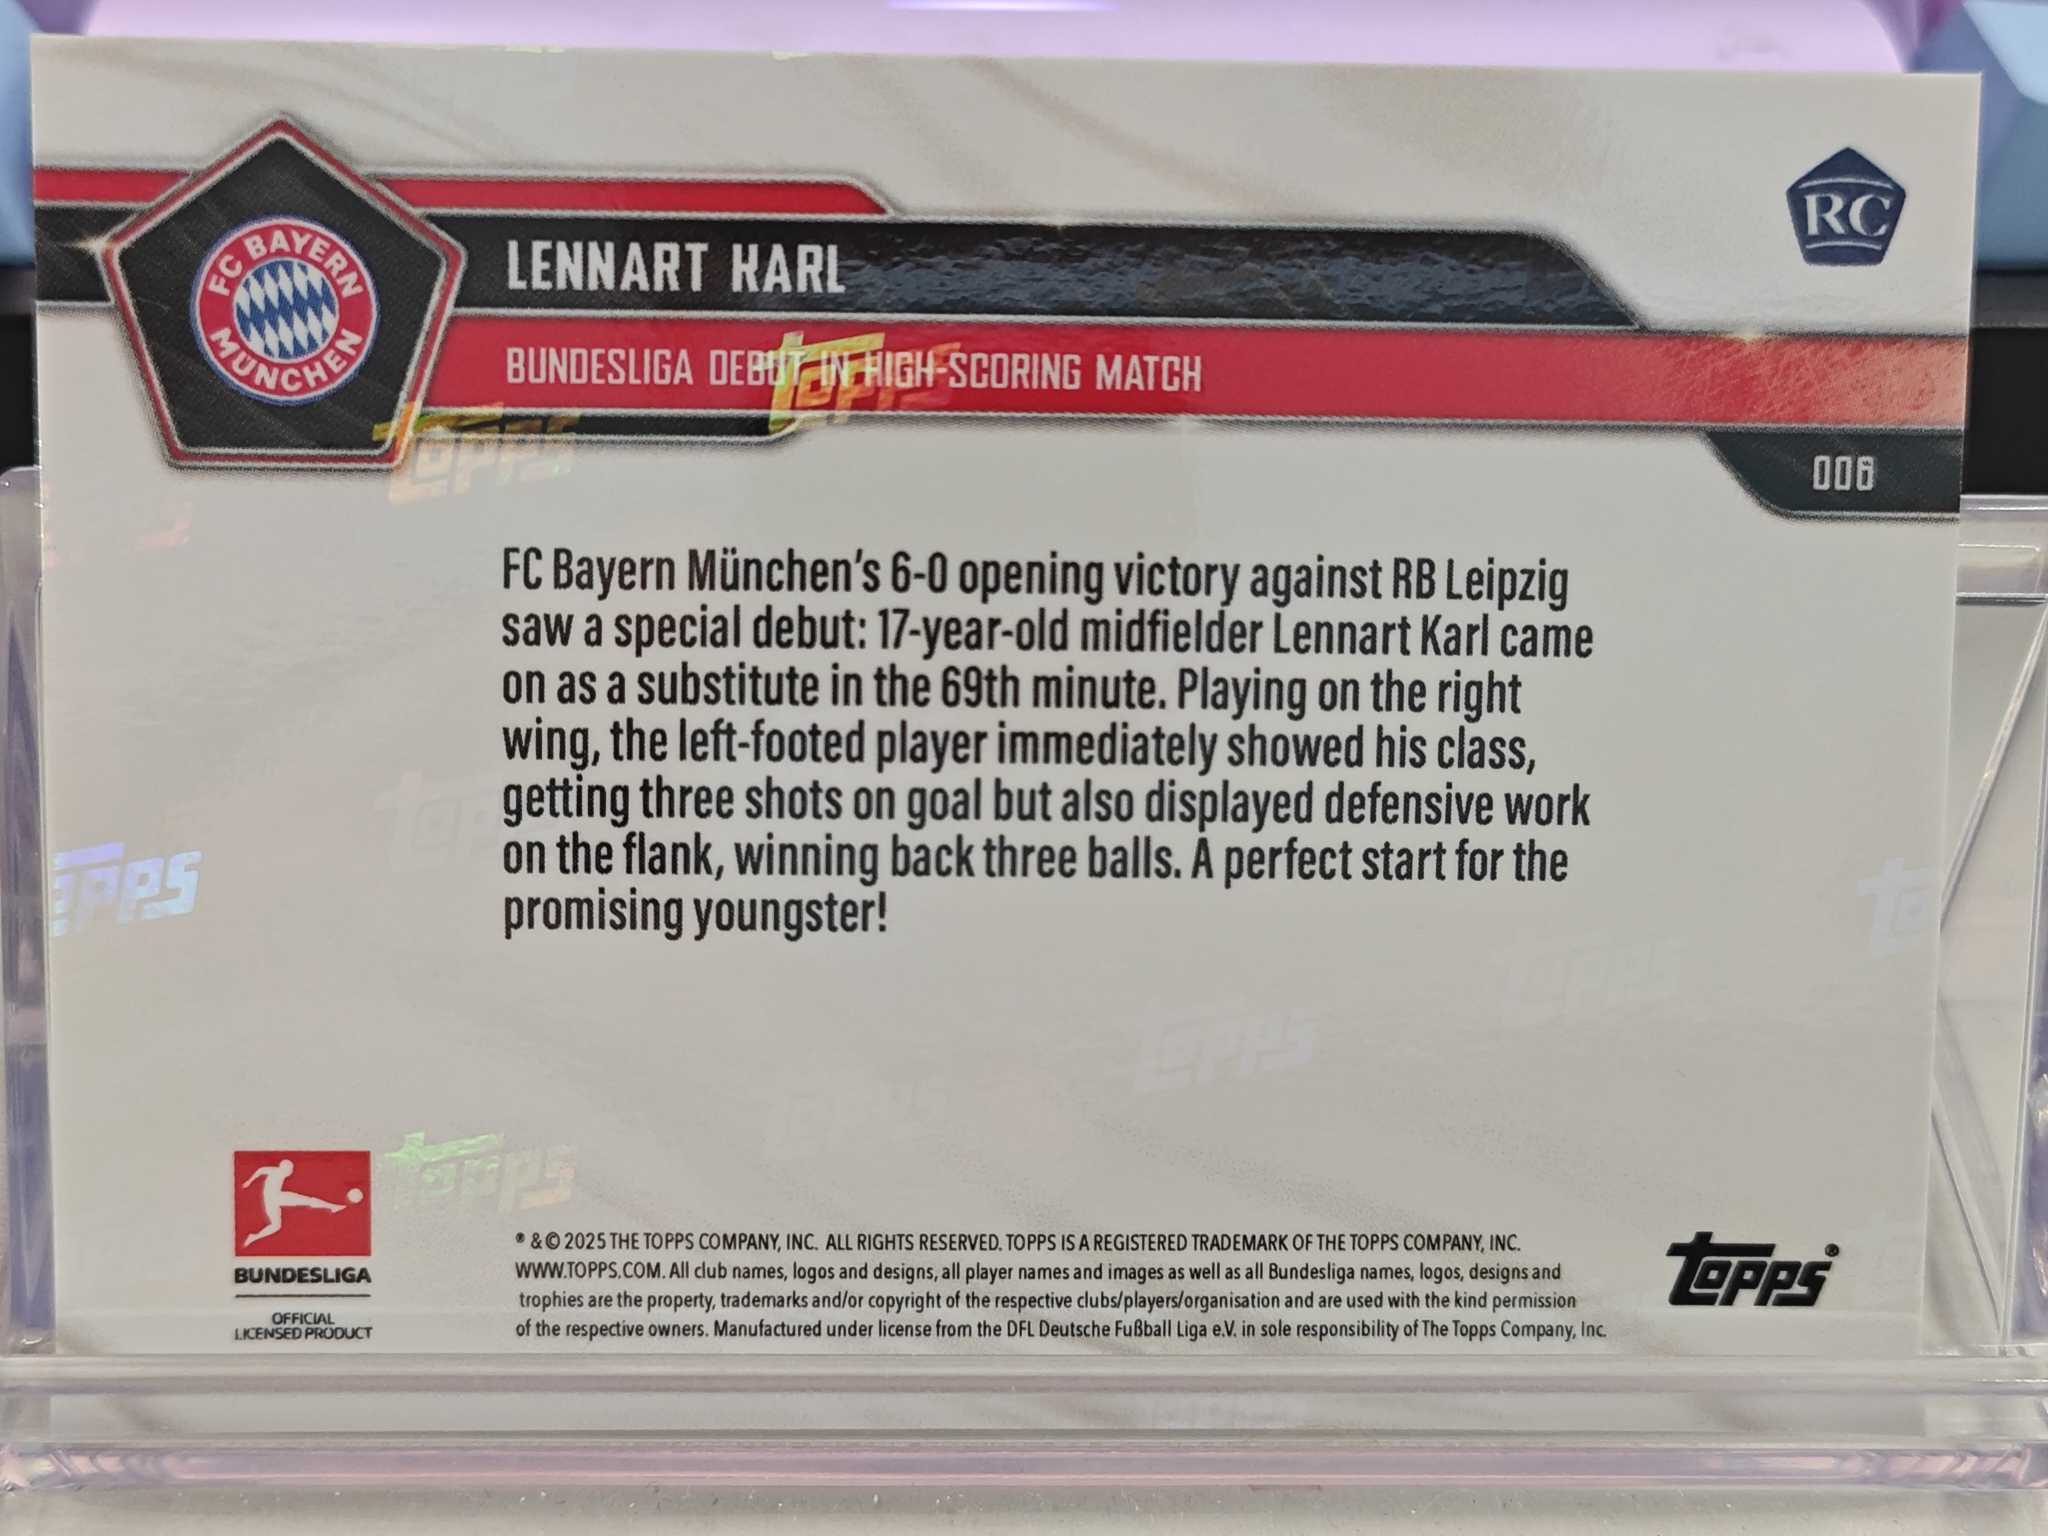 FC BAYERN
MÜNCHEN
LENNART KARL
RC
BUNDESLIGA DEBUT IN HIGH-SCORING MATCH
topps
topps
006
FC Bayern München's 6-0 opening victory against RB Leipzig
saw a special debut: 17-year-old midfielder Lennart Karl came
on as a substitute in the 69th minute. Playing on the right
wing, the left-footed player immediately showed his class,
getting three shots on goal but also displayed defensive work
on the flank, winning back three balls. A perfect start for the
promising youngster!
topps
topps
topps
topps
BUNDESLIGA
OFFICIAL
LICENSED PRODUCT
® & © 2025 THE TOPPS COMPANY, INC. ALL RIGHTS RESERVED. TOPPS IS A REGISTERED TRADEMARK OF THE TOPPS COMPANY, INC.
WWW.TOPPS.COM. All club names, logos and designs, all player names and images as well as all Bundesliga names, logos, designs and
trophies are the property, trademarks and/or copyright of the respective clubs/players/organisation and are used with the kind permission
of the respective owners. Manufactured under license from the DFL Deutsche Fußball Liga e.V. in sole responsibility of The Topps Company, Inc.
topps®